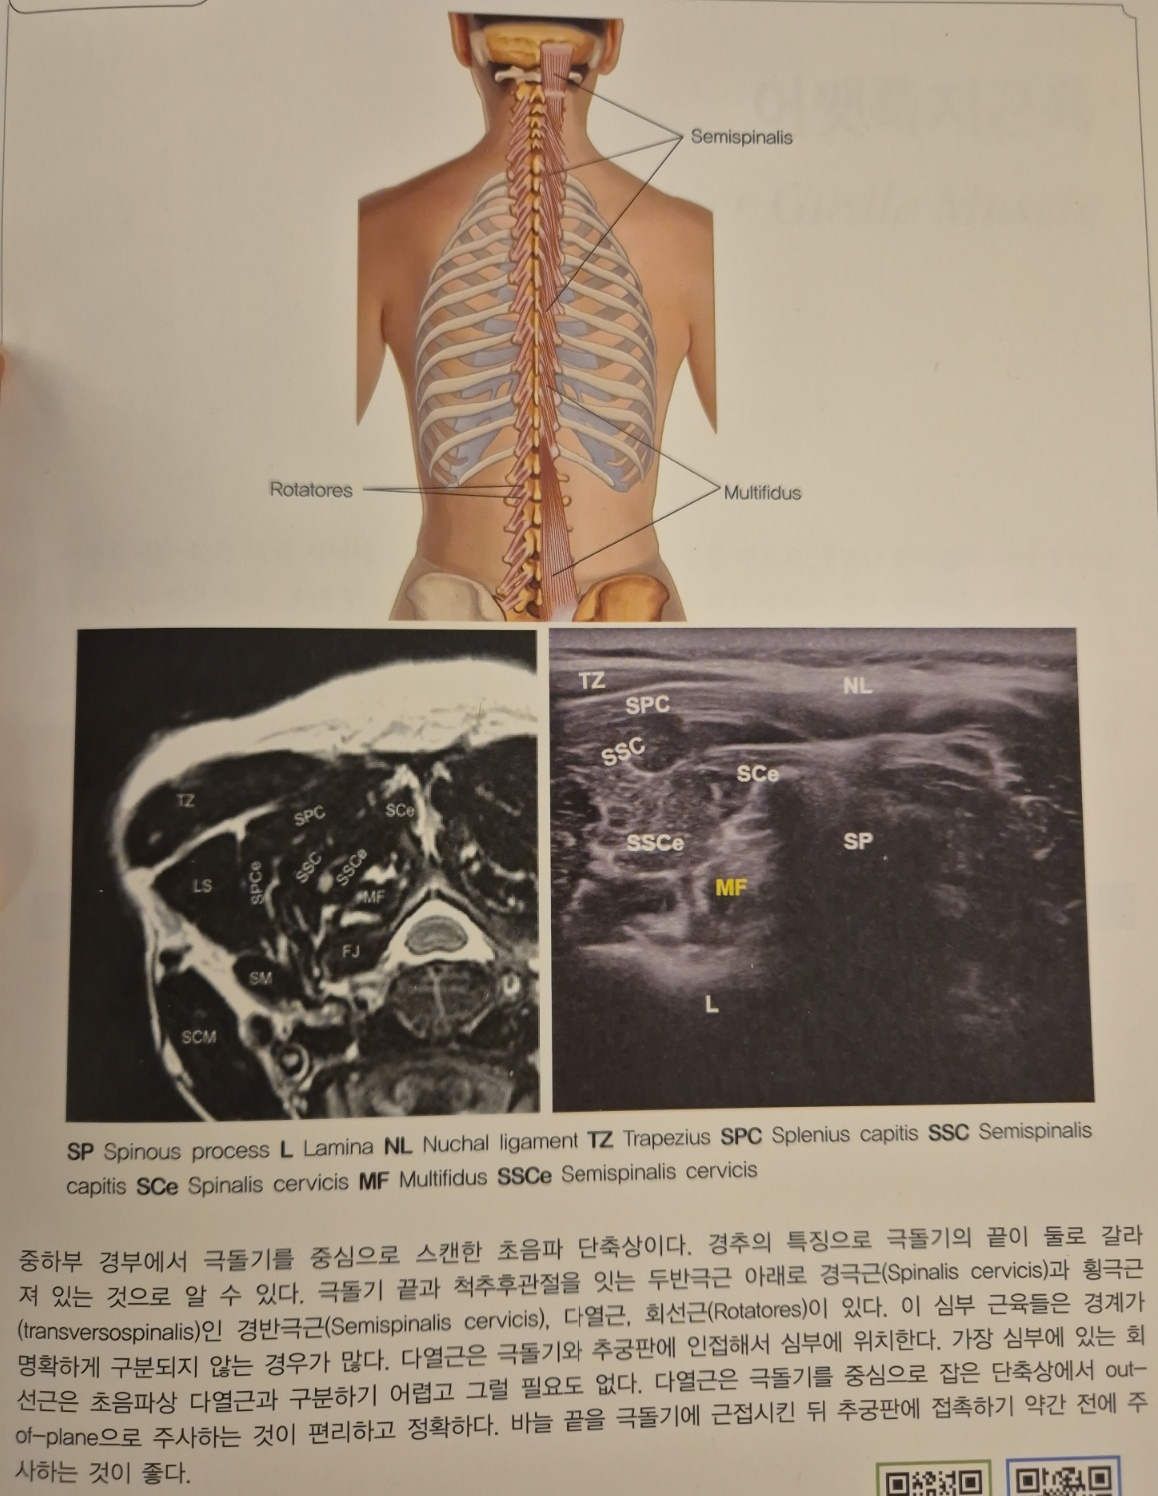 Semispinalis
Rotatores
Multifidus
TZ
SPC
SCe
LS
SPCe
SSC
SSCe
MF
FJ
SM
SCM
TZ
NL
SPC
SSC
SCe
SSCe
SP
MF
L
SP Spinous process L Lamina NL Nuchal ligament TZ Trapezius SPC Splenius capitis SSC Semispinalis
capitis SCe Spinalis cervicis MF Multifidus SSCe Semispinalis cervicis
중하부 경부에서 극돌기를 중심으로 스캔한 초음파 단축상이다. 경추의 특징으로 극돌기의 끝이 둘로 갈라
져 있는 것으로 알 수 있다. 극돌기 끝과 척추후관절을 잇는 두반극근 아래로 경극근(Spinalis cervicis)과 횡극근
(transversospinalis)인 경반극근(Semispinalis cervicis), 다열근, 회선근(Rotatores)이 있다. 이 심부 근육들은 경계가
명확하게 구분되지 않는 경우가 많다. 다열근은 극돌기와 추궁판에 인접해서 심부에 위치한다. 가장 심부에 있는 회
선근은 초음파상 다열근과 구분하기 어렵고 그럴 필요도 없다. 다열근은 극돌기를 중심으로 잡은 단축상에서 out-
of-plane으로 주사하는 것이 편리하고 정확하다. 바늘 끝을 극돌기에 근접시킨 뒤 추궁판에 접촉하기 약간 전에 주
사하는 것이 좋다.